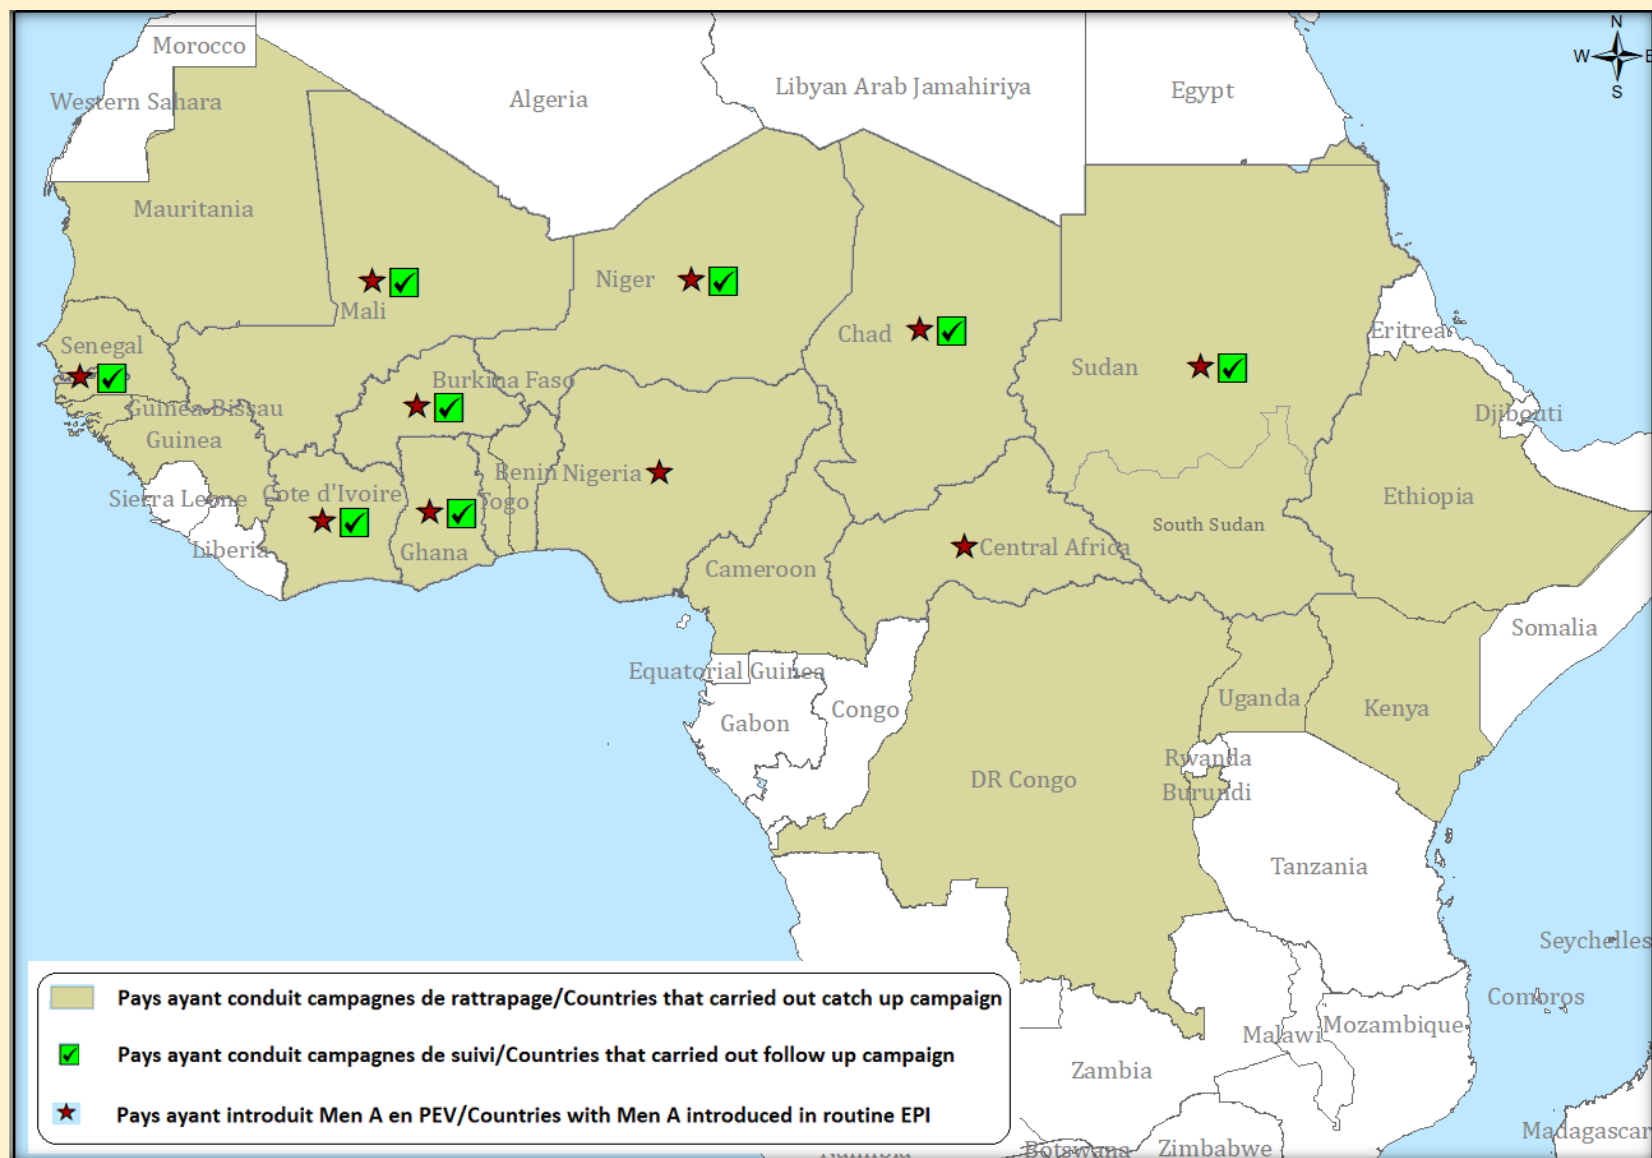 N
W
E
S
Morocco
Western Sahara
Algeria
Libyan Arab Jamahiriya
Egypt
Mauritania
Mali
Niger
Chad
Sudan
Eritrea
Senegal
Burkina Faso
Djibouti
Guinea-Bissau
Guinea
Benin
Nigeria
Sierra Leone
Cote d'Ivoire
Togo
Ethiopia
South Sudan
Liberia
Ghana
Central Africa
Cameroon
Somalia
Equatorial Guinea
Uganda
Kenya
Gabon
Congo
Rwanda
DR Congo
Burundi
Tanzania
Seychelles
Comoros
Malawi
Mozambique
Zambia
Madagascar
Botswana
Zimbabwe
Pays ayant conduit campagnes de rattrapage/Countries that carried out catch up campaign
Pays ayant conduit campagnes de suivi/Countries that carried out follow up campaign
Pays ayant introduit Men A en PEV/Countries with Men A introduced in routine EPI